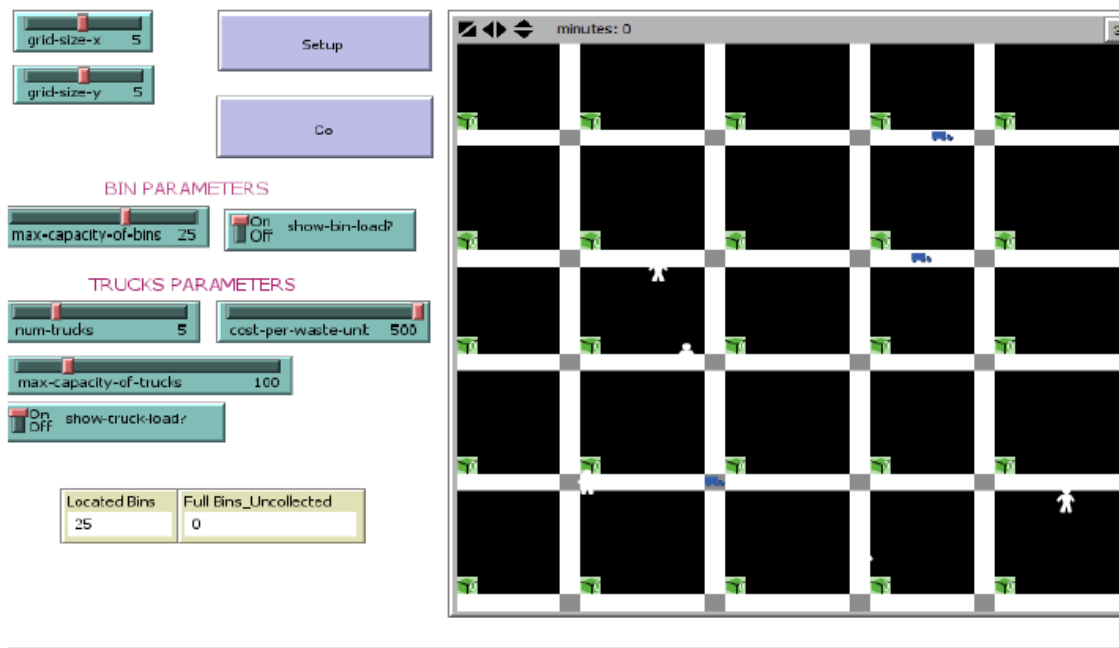 grid-size-x 5
grid-size-y 5
Setup
Go
BIN PARAMETERS
max-capacity-of-bins 25
On
Off
show-bin-load?
TRUCKS PARAMETERS
num-trucks 5
cost-per-waste-unit 500
max-capacity-of-trucks 100
On
Off
show-truck-load?
Located Bins
25
Full Bins_Uncollected
0
minutes: 0